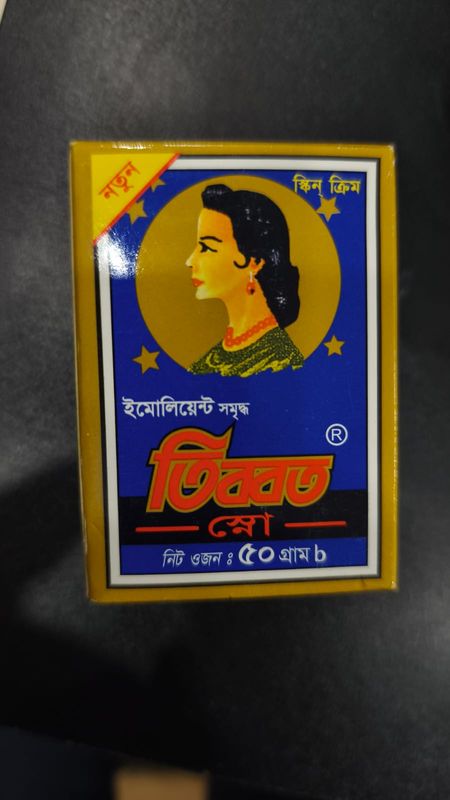 নতুন
স্কিন ক্রিম
ইমোলিয়েন্ট সমৃদ্ধ
তিব্বত ®
স্নো
নিট ওজন : ৫০ গ্রাম b